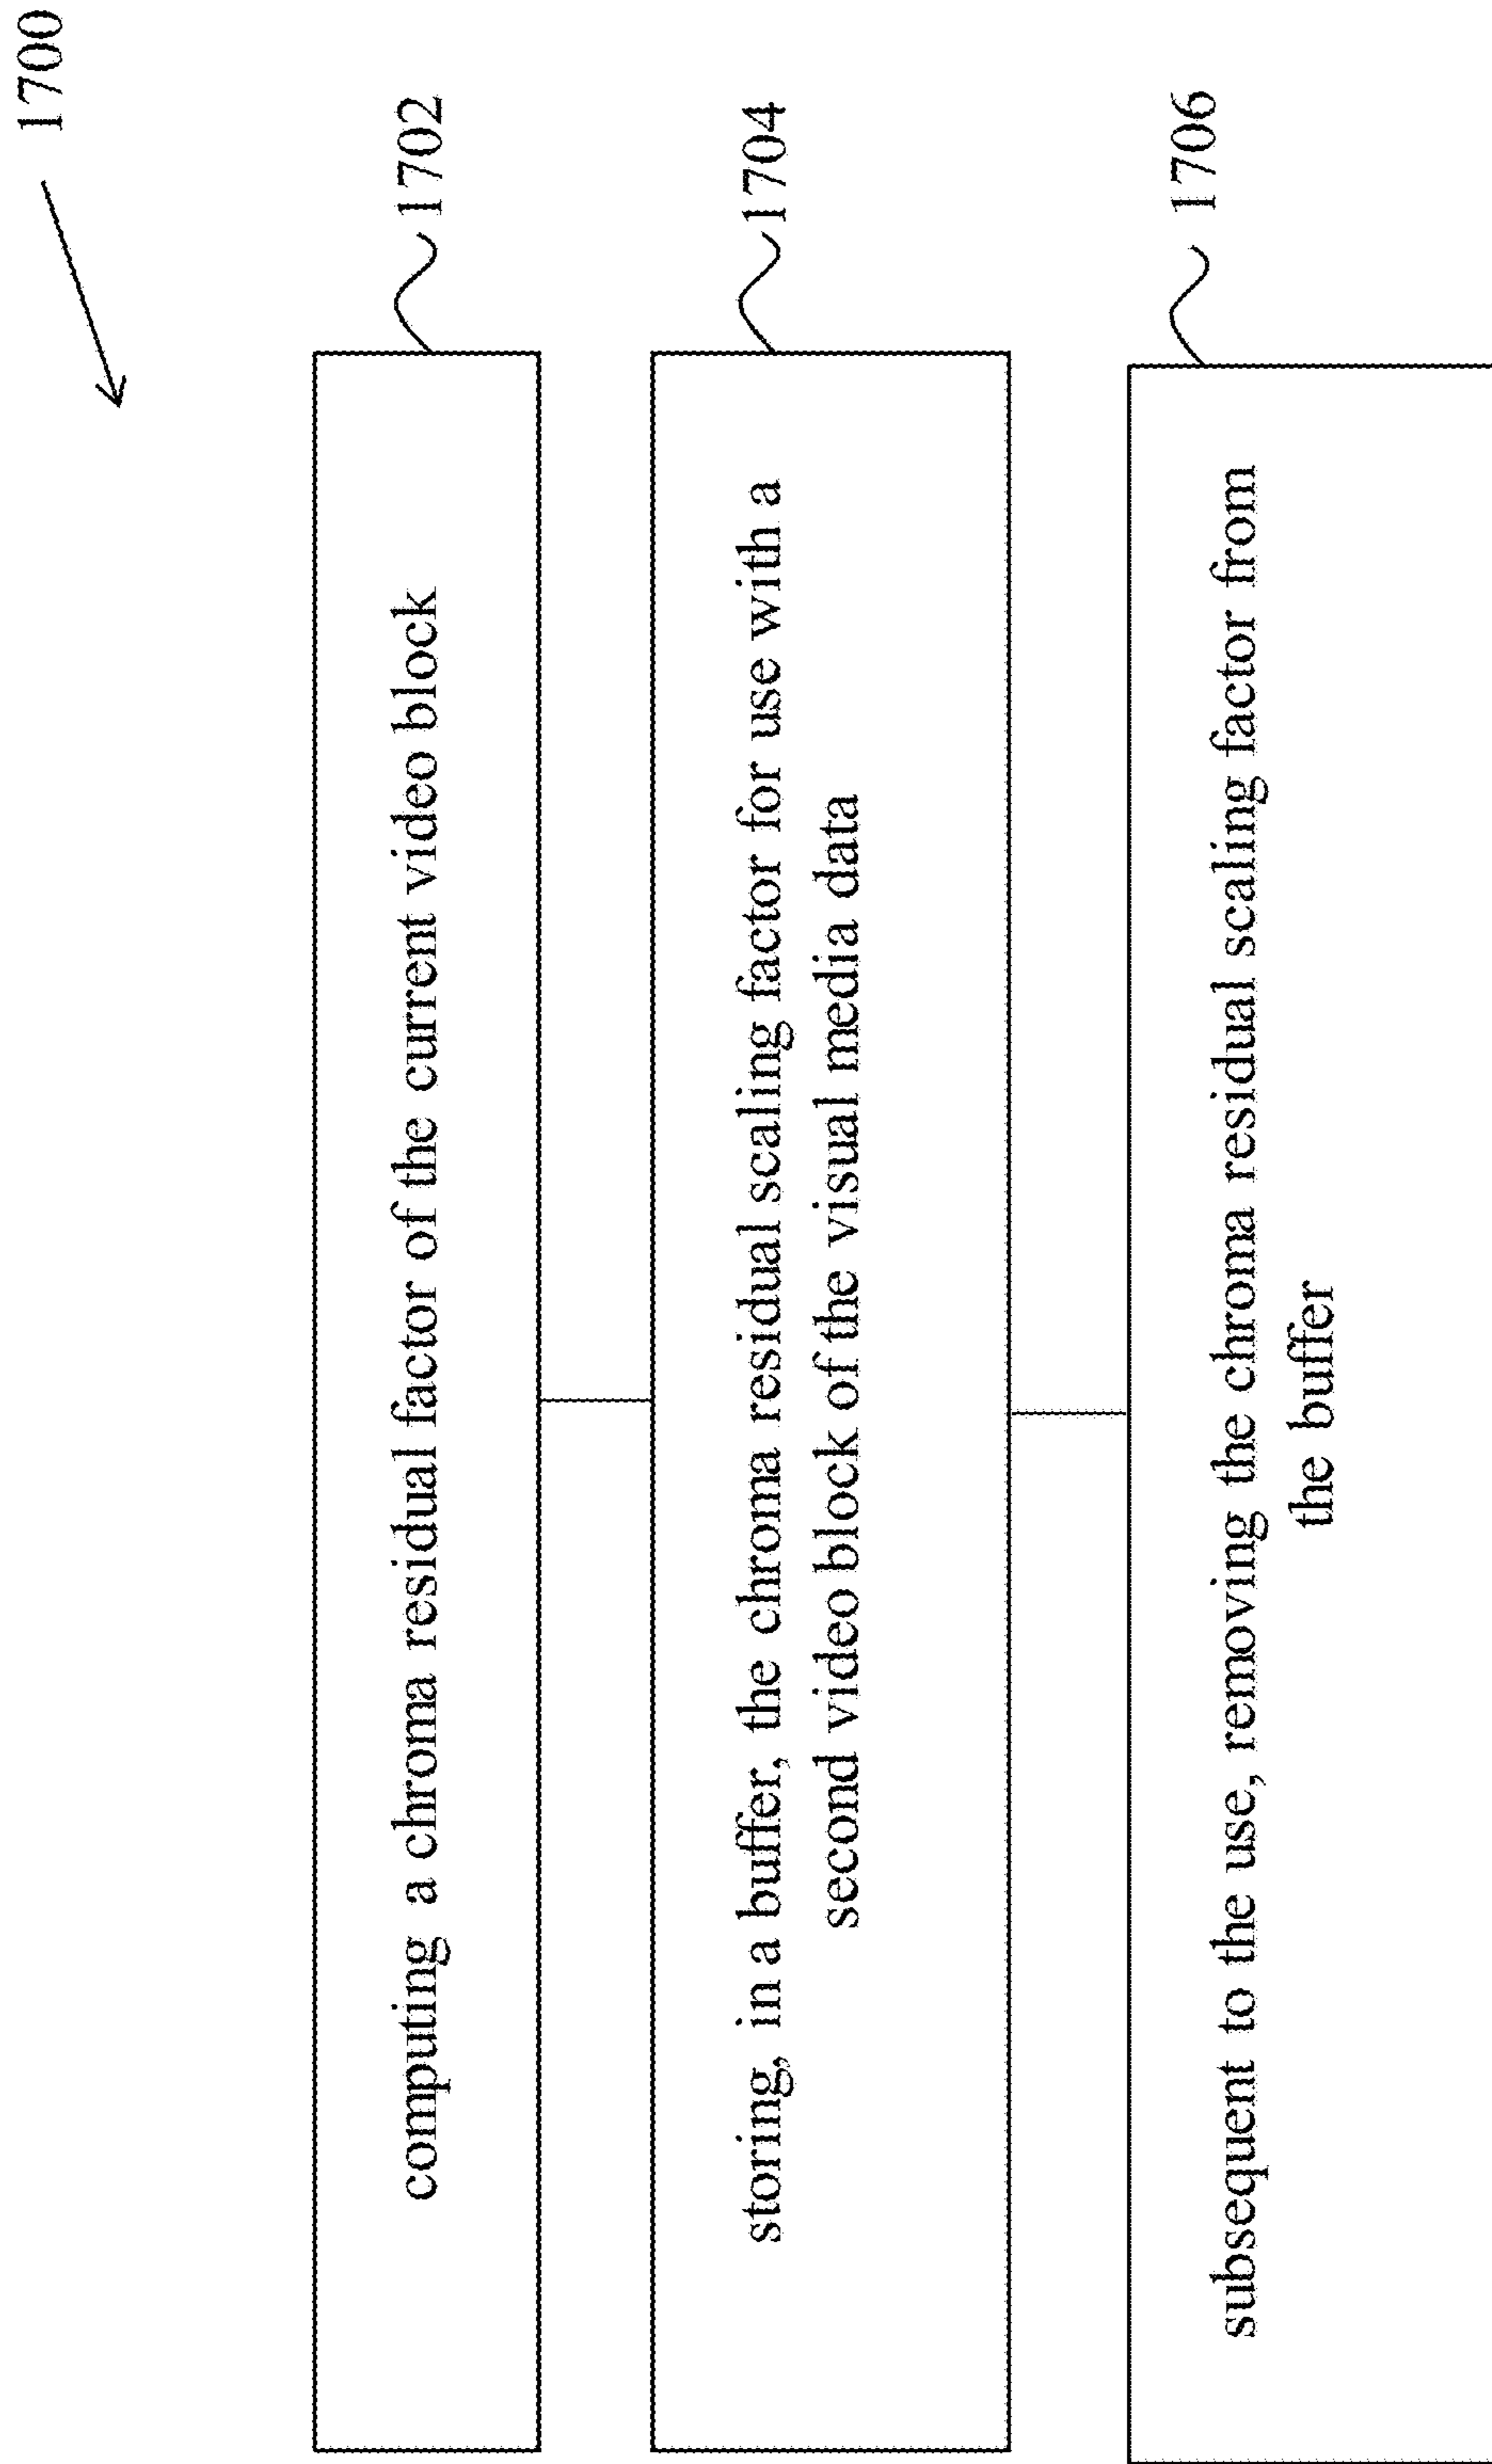 1700
computing a chroma residual factor of the current video block
1702
storing, in a buffer, the chroma residual scaling factor for use with a
second video block of the visual media data
1704
subsequent to the use, removing the chroma residual scaling factor from
the buffer
1706